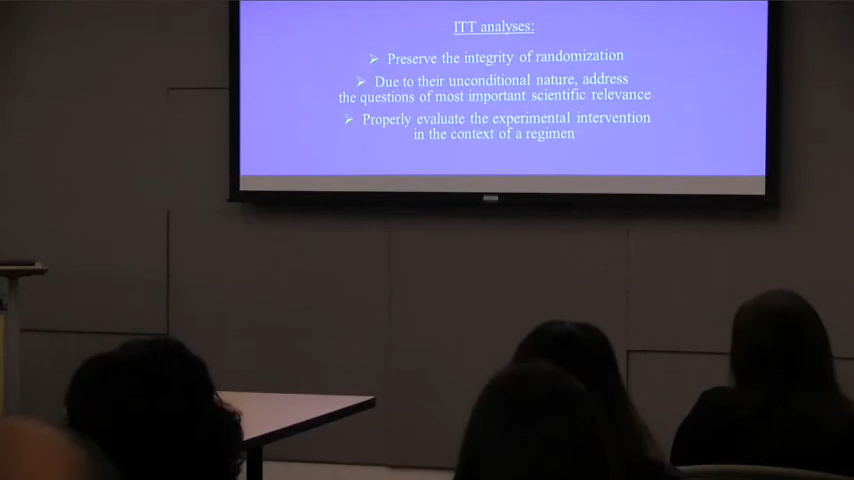 ITT analyses:
➢ Preserve the integrity of randomization
➢ Due to their unconditional nature, address
the questions of most important scientific relevance
➢ Properly evaluate the experimental intervention
in the context of a regimen